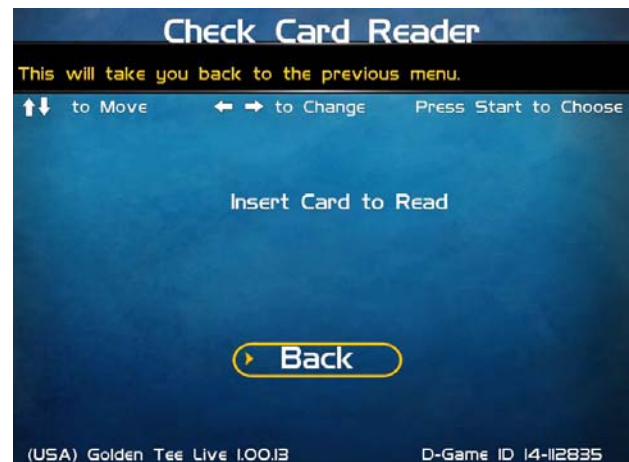 Check Card Reader
This will take you back to the previous menu.
↑↓ to Move ← → to Change Press Start to Choose
Insert Card to Read
Back
(USA) Golden Tee Live 1.00.13 D-Game ID 14-112835